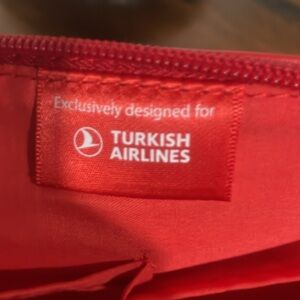 Exclusively designed for
TURKISH
AIRLINES